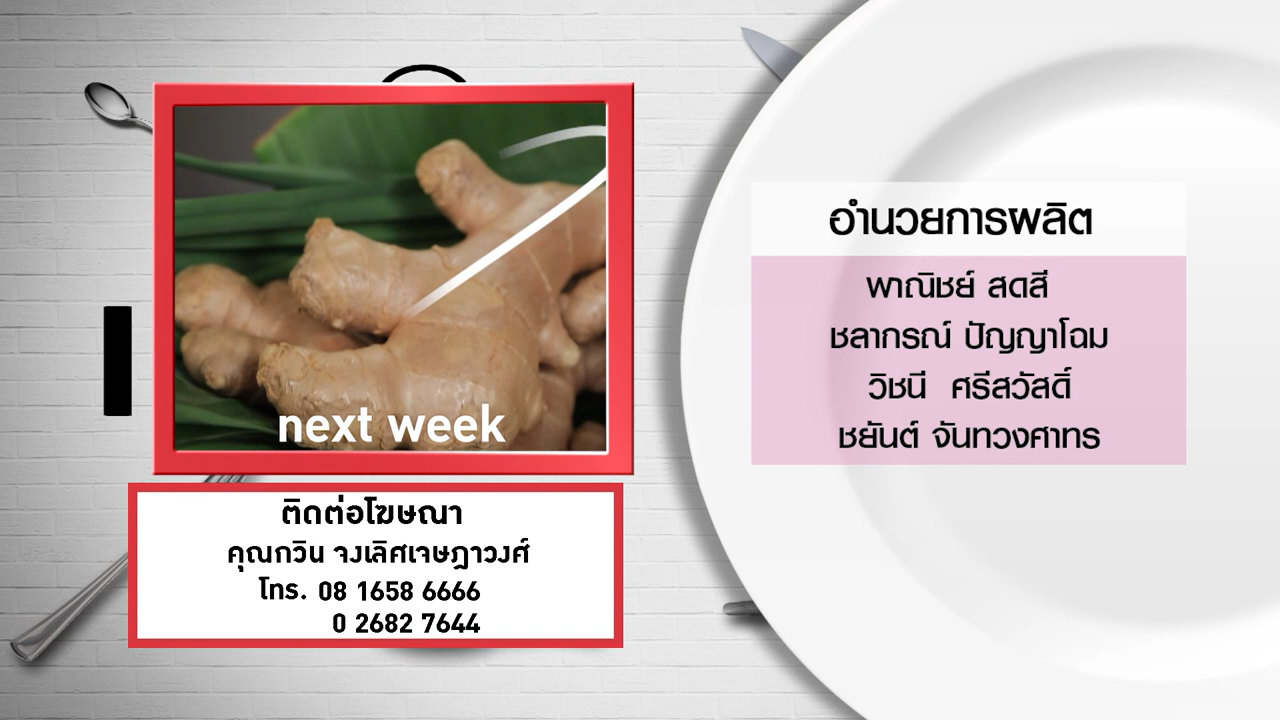 next week
ติดต่อโฆษณา
คุณกวิน จงเลิศเจษฎาวงศ์
โทร. 08 1658 6666
0 2682 7644
อำนวยการผลิต
พาณิชย์ สดสี
ชลากรณ์ ปัญญาโฉม
วิชนี ศรีสวัสดิ์
ชยันต์ จันทวงศาทร